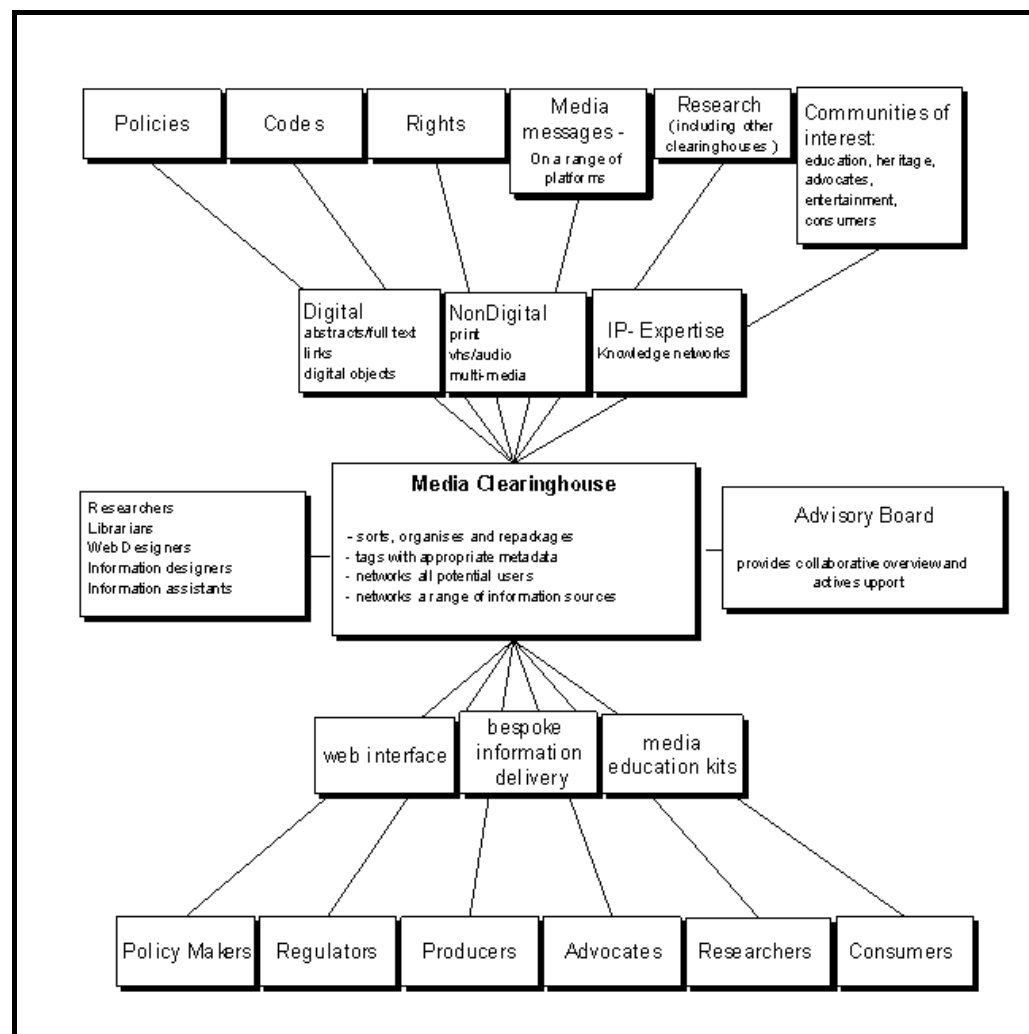 Policies
Codes
Rights
Media
messages -
On a range of
platforms
Research
(including other
clearinghouses)
Communities of
interest:
education, heritage,
advocates,
entertainment,
consumers
Digital
abstracts/full text
links
digital objects
NonDigital
print
vhs/audio
multi-media
IP- Expertise
Knowledge networks
Media Clearinghouse
- sorts, organises and repackages
- tags with appropriate metadata
- networks all potential users
- networks a range of information sources
Researchers
Librarians
Web Designers
Information designers
Information assistants
Advisory Board
provides collaborative overview and
actives support
web interface
bespoke
information
delivery
media
education kits
Policy Makers
Regulators
Producers
Advocates
Researchers
Consumers